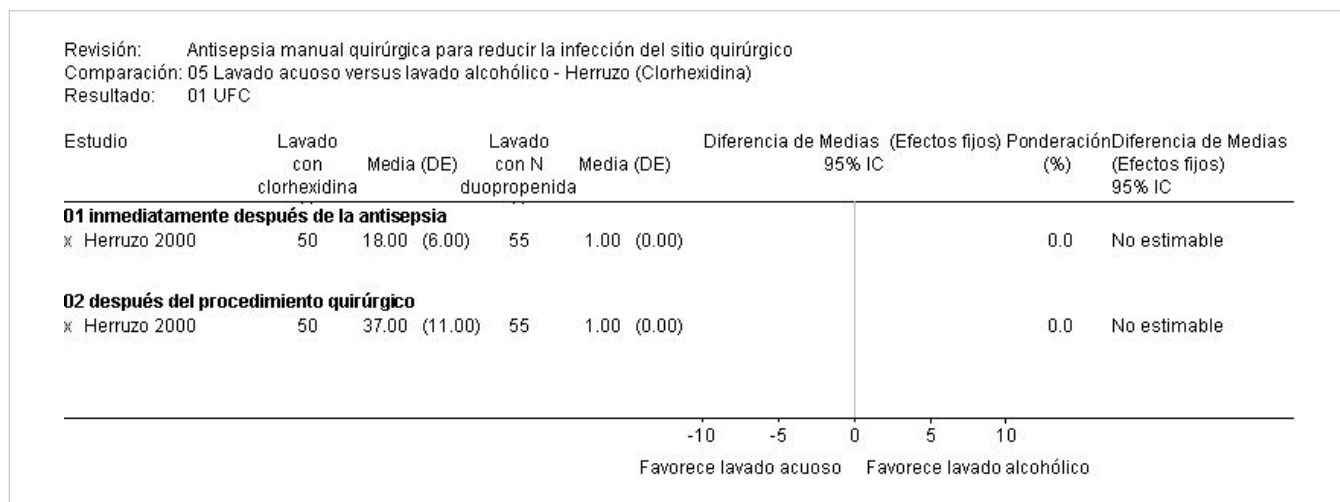 Revisión: Antisepsia manual quirúrgica para reducir la infección del sitio quirúrgico
Comparación: 05 Lavado acuoso versus lavado alcohólico - Herruzo (Clorhexidina)
Resultado: 01 UFC
Estudio Lavado Lavado Diferencia de Medias (Efectos fijos) Ponderación Diferencia de Medias
con Media (DE) con N Media (DE) 95% IC (%) (Efectos fijos)
clorhexidina duopropenida 95% IC
01 inmediatamente después de la antisepsia
x Herruzo 2000 50 18.00 (6.00) 55 1.00 (0.00) 0.0 No estimable
02 después del procedimiento quirúrgico
x Herruzo 2000 50 37.00 (11.00) 55 1.00 (0.00) 0.0 No estimable
-10 -5 0 5 10
Favorece lavado acuoso Favorece lavado alcohólico